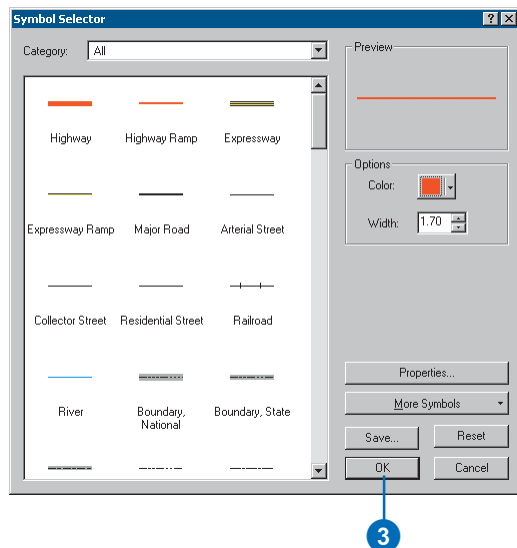 Symbol Selector
Category: All
Highway
Highway Ramp
Expressway
Expressway Ramp
Major Road
Arterial Street
Collector Street
Residential Street
Railroad
River
Boundary,
National
Boundary, State
Preview
Options
Color:
Width: 1.70
Properties...
More Symbols
Save...
Reset
OK
Cancel
3